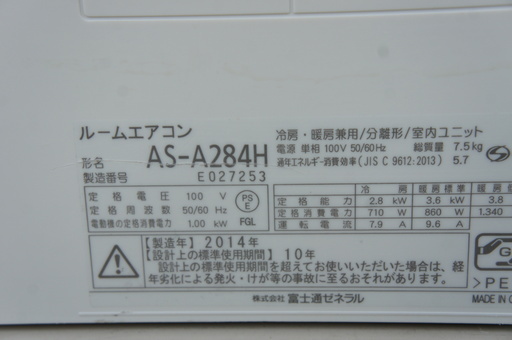 ルームエアコン
冷房・暖房兼用/分離形/室内ユニット
形名 AS-A284H
電源 単相 100V 50/60Hz 総質量 7.5kg
製造番号 E027253
通年エネルギー消費効率(JIS C 9612:2013) 5.7
定格電圧 100 V
定格周波数 50/60 Hz
電動機の定格消費電力 1.00 kW
PS E
FGL
冷房 暖房標準 暖房
定格能力 2.8 kW 3.6 kW 3.8
定格消費電力 710 W 860 W 1,340
運転電流 7.9 A 9.6 A
【製造年】2014年
【設計上の標準使用期間】10年
設計上の標準使用期間を超えてお使いいただいた場合は、経
年劣化による発火・けが等の事故に至るおそれがあります。
株式会社 富士通ゼネラル
G
>PE
MADE IN C